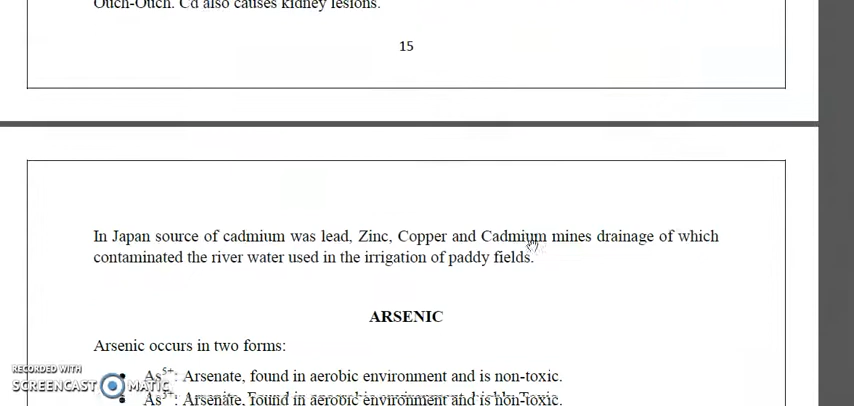 Ouch-Ouch. Cd also causes kidney lesions.
15
In Japan source of cadmium was lead, Zinc, Copper and Cadmium mines drainage of which
contaminated the river water used in the irrigation of paddy fields.
ARSENIC
Arsenic occurs in two forms:
As5+: Arsenate, found in aerobic environment and is non-toxic.
As5+: Arsenate, found in aerobic environment and is non-toxic.
RECORDED WITH
SCREENCAST MATIC